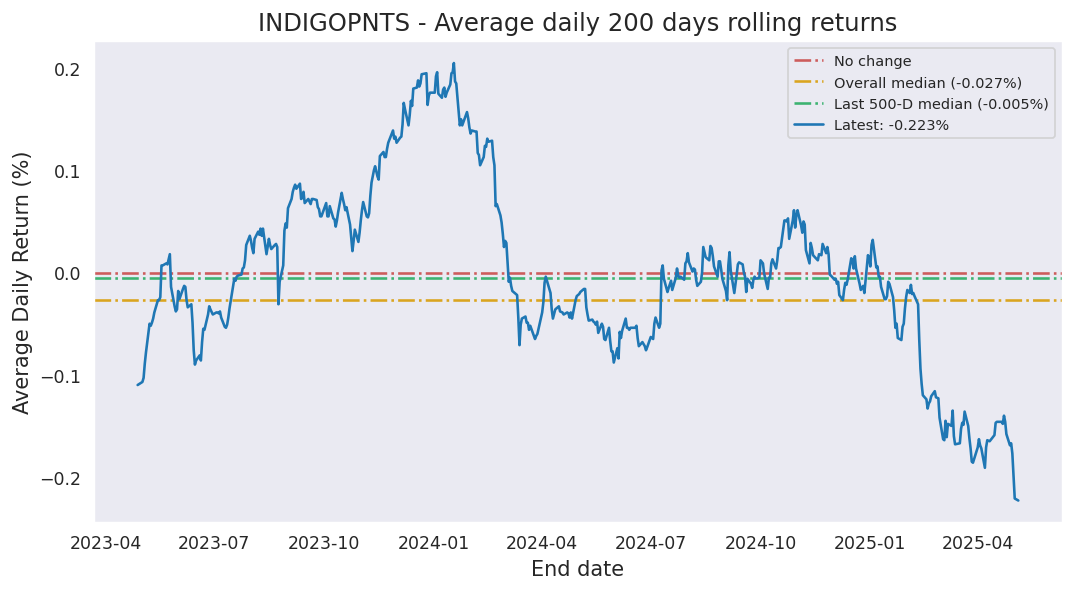 INDIGOPNTS - Average daily 200 days rolling returns
No change
Overall median (-0.027%)
Last 500-D median (-0.005%)
Latest: -0.223%
Average Daily Return (%)
0.2
0.1
0.0
−0.1
−0.2
2023-04 2023-07 2023-10 2024-01 2024-04 2024-07 2024-10 2025-01 2025-04
End date